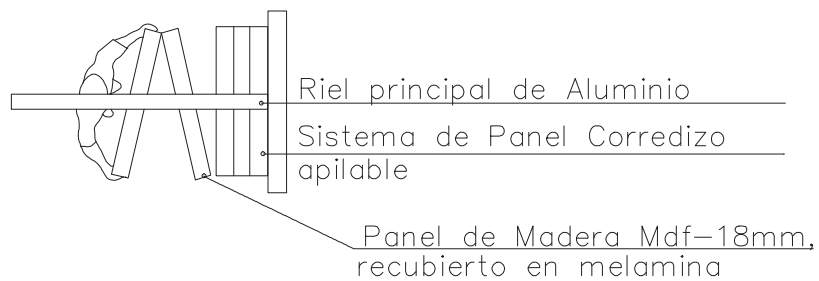 Riel principal de Aluminio
Sistema de Panel Corredizo
apilable
Panel de Madera Mdf-18mm,
recubierto en melamina